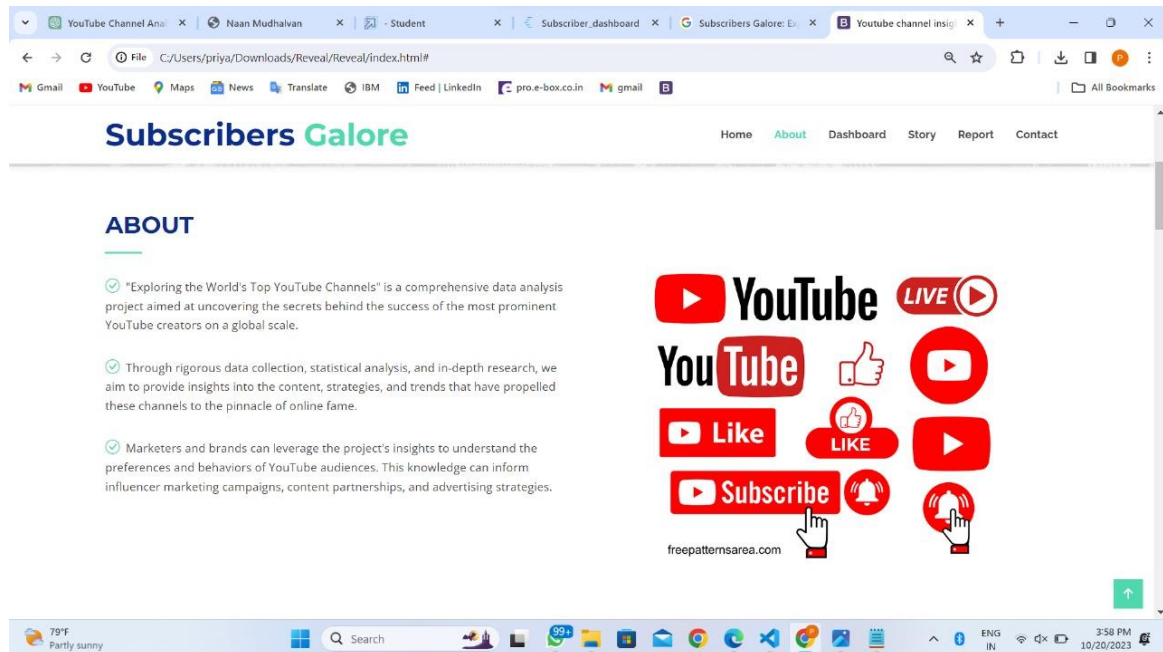 YouTube Channel Anal
Naan Mudhalvan
- Student
Subscriber_dashboard
Subscribers Galore: Ex
Youtube channel insig
File C:/Users/priya/Downloads/Reveal/Reveal/index.html#
P
Gmail YouTube Maps News Translate IBM Feed | LinkedIn pro.e-box.co.in gmail B All Bookmarks
Subscribers Galore
Home About Dashboard Story Report Contact
ABOUT
"Exploring the World's Top YouTube Channels" is a comprehensive data analysis
project aimed at uncovering the secrets behind the success of the most prominent
YouTube creators on a global scale.
Through rigorous data collection, statistical analysis, and in-depth research, we
aim to provide insights into the content, strategies, and trends that have propelled
these channels to the pinnacle of online fame.
Marketers and brands can leverage the project's insights to understand the
preferences and behaviors of YouTube audiences. This knowledge can inform
influencer marketing campaigns, content partnerships, and advertising strategies.
YouTube LIVE
YouTube
Like LIKE
Subscribe
freepatternsarea.com
79°F
Partly sunny
Search
99+
ENG
IN
3:58 PM
10/20/2023